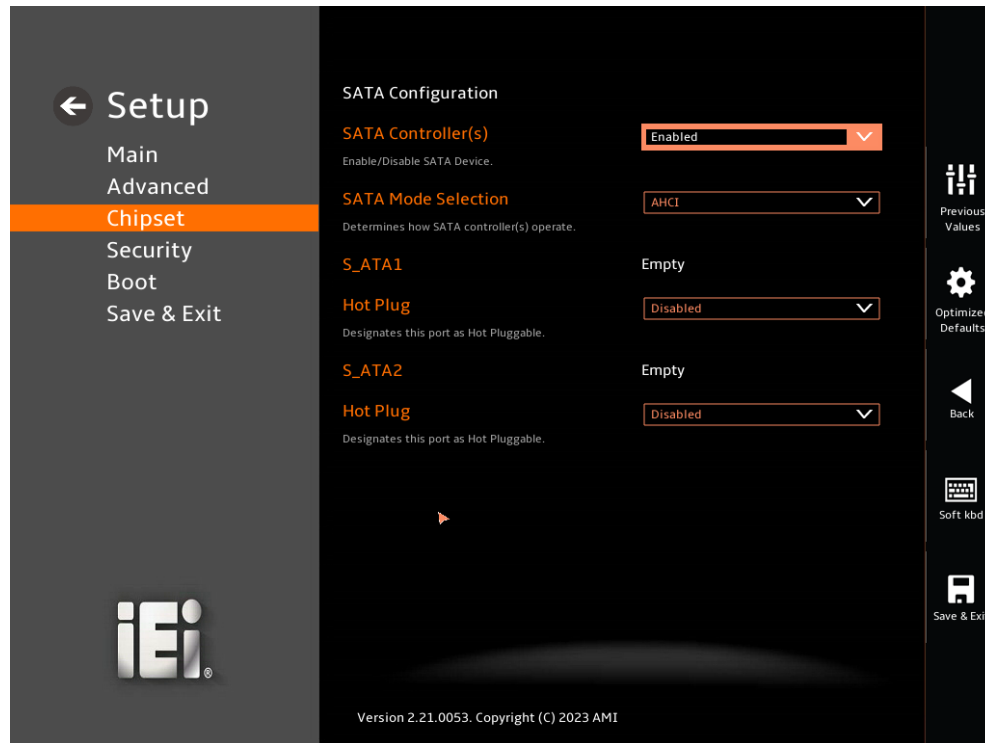 Setup
Main
Advanced
Chipset
Security
Boot
Save & Exit
iEi®
SATA Configuration
SATA Controller(s)
Enabled
Enable/Disable SATA Device.
SATA Mode Selection
AHCI
Determines how SATA controller(s) operate.
S_ATA1
Empty
Hot Plug
Disabled
Designates this port as Hot Pluggable.
S_ATA2
Empty
Hot Plug
Disabled
Designates this port as Hot Pluggable.
Version 2.21.0053. Copyright (C) 2023 AMI
Previous
Values
Optimize
Defaults
Back
Soft kbd
Save & Exi